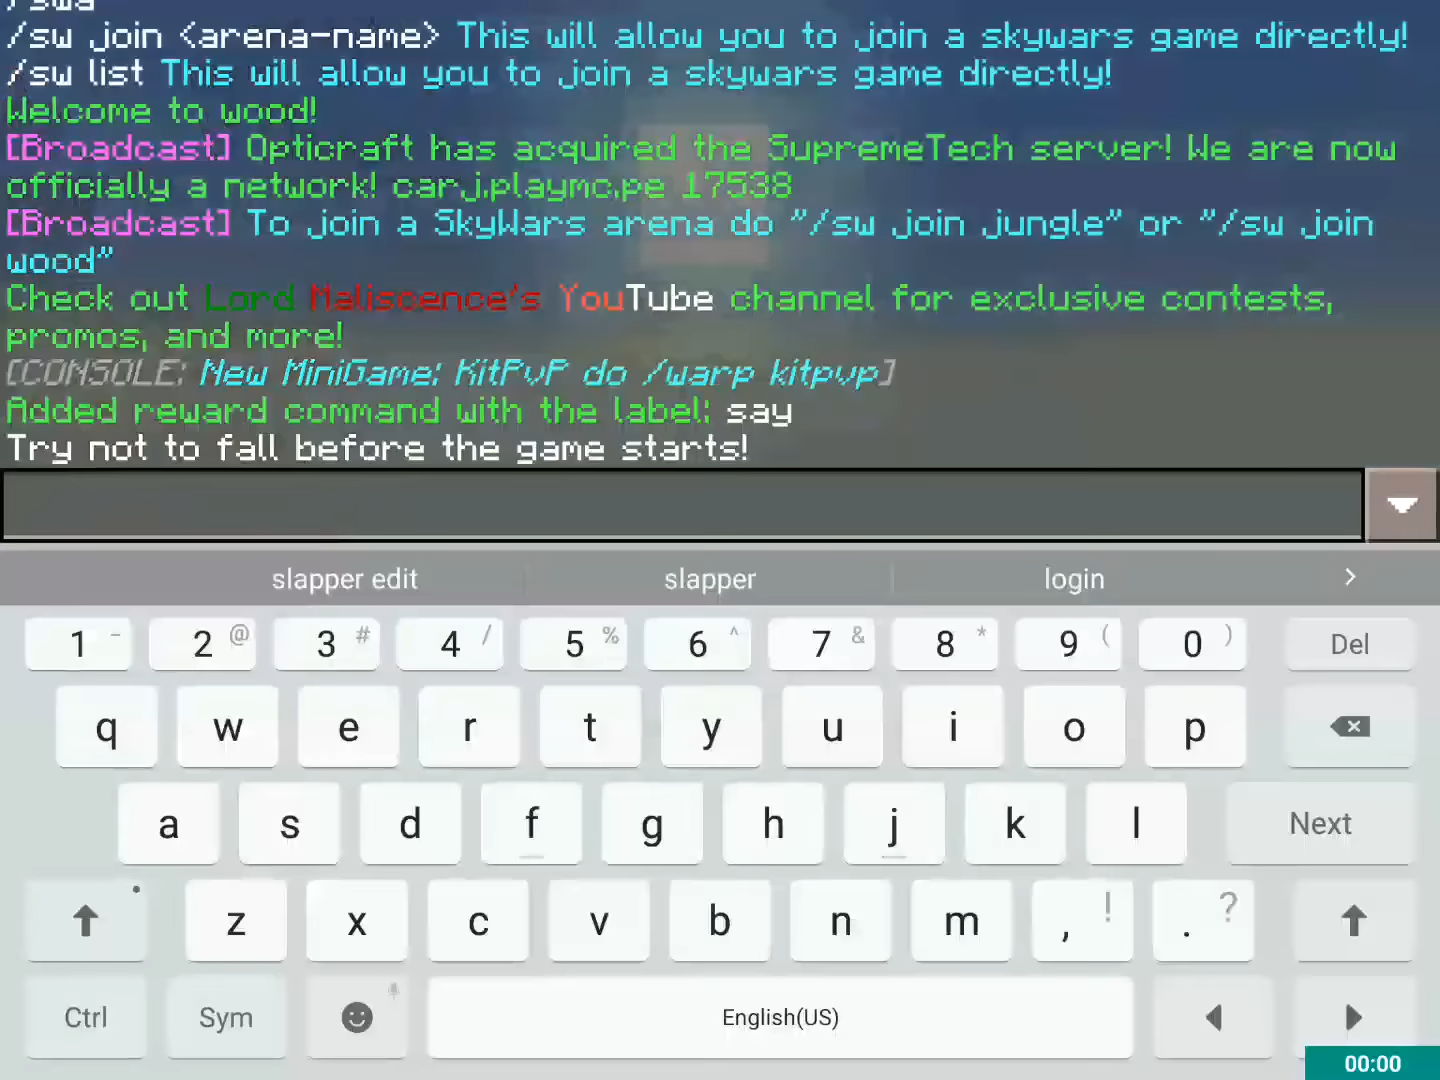 /swa
/sw join <arena-name> This will allow you to join a skywars game directly!
/sw list This will allow you to join a skywars game directly!
Welcome to wood!
[Broadcast] Opticraft has acquired the SupremeTech server! We are now
officially a network! carj.playmc.pe 17538
[Broadcast] To join a SkyWars arena do "/sw join jungle" or "/sw join
wood"
Check out Lord Maliscence's YouTube channel for exclusive contests,
promos, and more!
[CONSOLE: New MiniGame: KitPvP do /warp kitpvp]
Added reward command with the label: say
Try not to fall before the game starts!
slapper edit slapper login >
1 - 2 @ 3 # 4 / 5 % 6 ^ 7 & 8 * 9 ( 0 ) Del
q w e r t y u i o p
a s d f g h j k l Next
z x c v b n m , ! . ?
Ctrl Sym English(US)
00:00